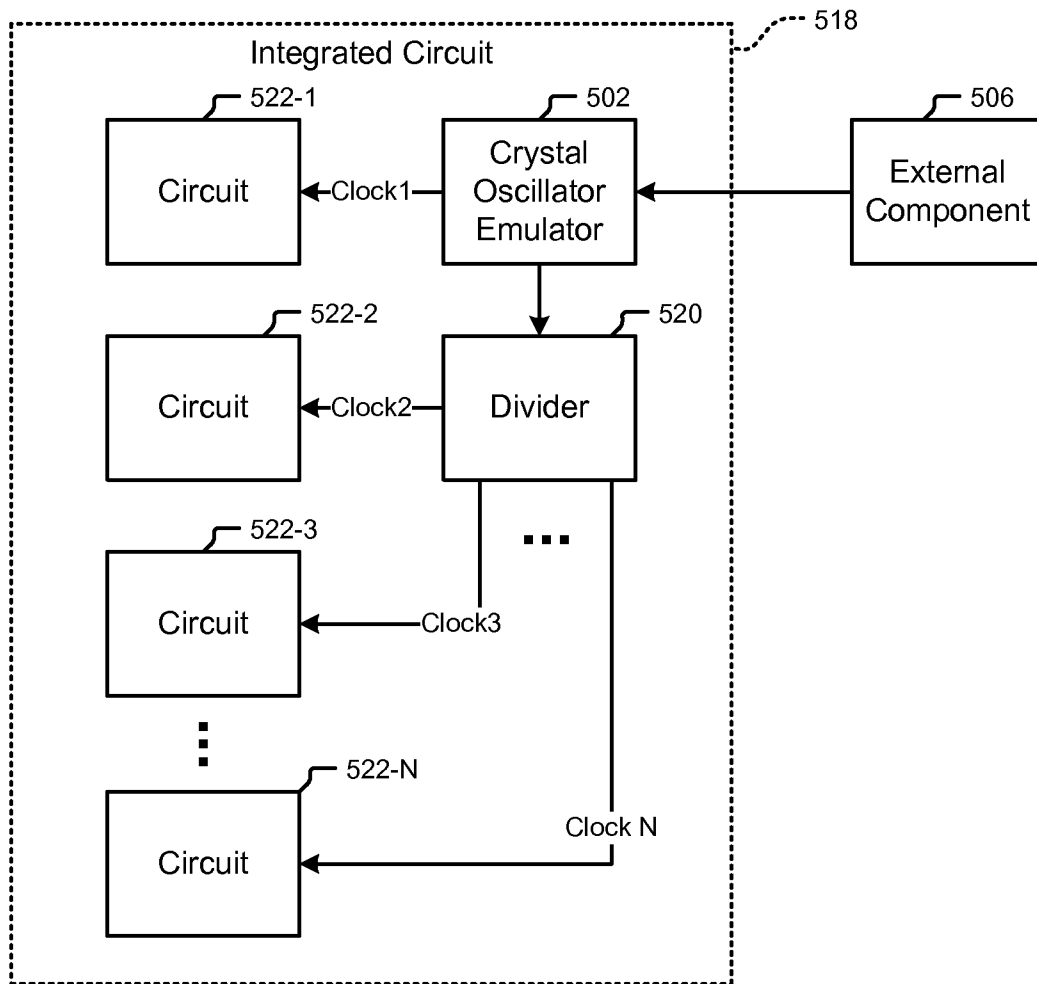 518
Integrated Circuit
522-1
502
506
Circuit
Clock1
Crystal
Oscillator
Emulator
External
Component
522-2
520
Circuit
Clock2
Divider
522-3
Circuit
Clock3
522-N
Circuit
Clock N